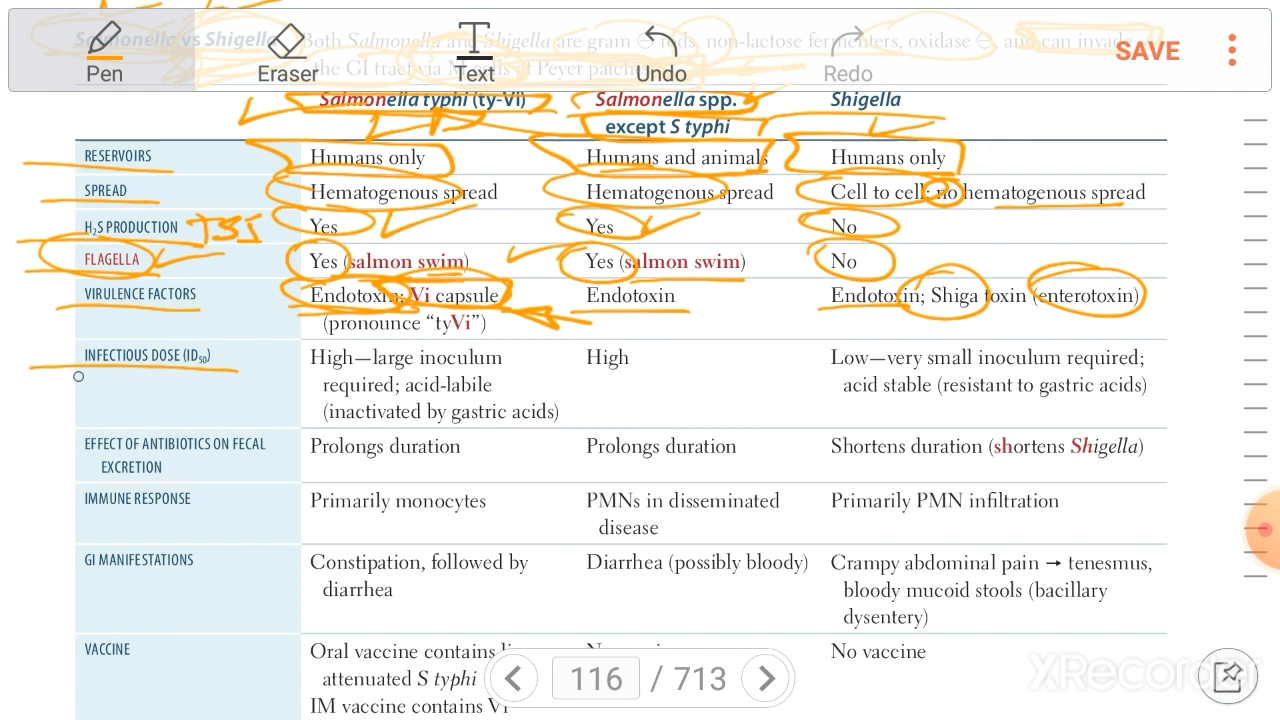 Pen
Eraser
Text
Undo
Redo
SAVE
Salmonella vs Shigella Both Salmonella and Shigella are gram ⊖ rods, non-lactose fermenters, oxidase ⊖, and can invade
the GI tract via M cells of Peyer patches
Salmonella typhi (ty-Vi) Salmonella spp. Shigella
except S typhi
RESERVOIRS Humans only Humans and animals Humans only
SPREAD Hematogenous spread Hematogenous spread Cell to cell; no hematogenous spread
H₂S PRODUCTION TSI Yes Yes No
FLAGELLA Yes (salmon swim) Yes (salmon swim) No
VIRULENCE FACTORS Endotoxin; Vi capsule Endotoxin Endotoxin; Shiga toxin (enterotoxin)
(pronounce “tyVi”)
INFECTIOUS DOSE (ID₅₀) High—large inoculum High Low—very small inoculum required;
required; acid-labile acid stable (resistant to gastric acids)
(inactivated by gastric acids)
EFFECT OF ANTIBIOTICS ON FECAL Prolongs duration Prolongs duration Shortens duration (shortens Shigella)
EXCRETION
IMMUNE RESPONSE Primarily monocytes PMNs in disseminated Primarily PMN infiltration
disease
GI MANIFESTATIONS Constipation, followed by Diarrhea (possibly bloody) Crampy abdominal pain → tenesmus,
diarrhea bloody mucoid stools (bacillary
dysentery)
VACCINE Oral vaccine contains No vaccine
attenuated S typhi
IM vaccine contains Vi
116 / 713
XRecorder